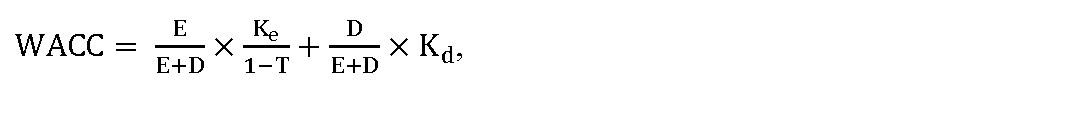 WACC = E/(E+D) × K_e/(1−T) + D/(E+D) × K_d,